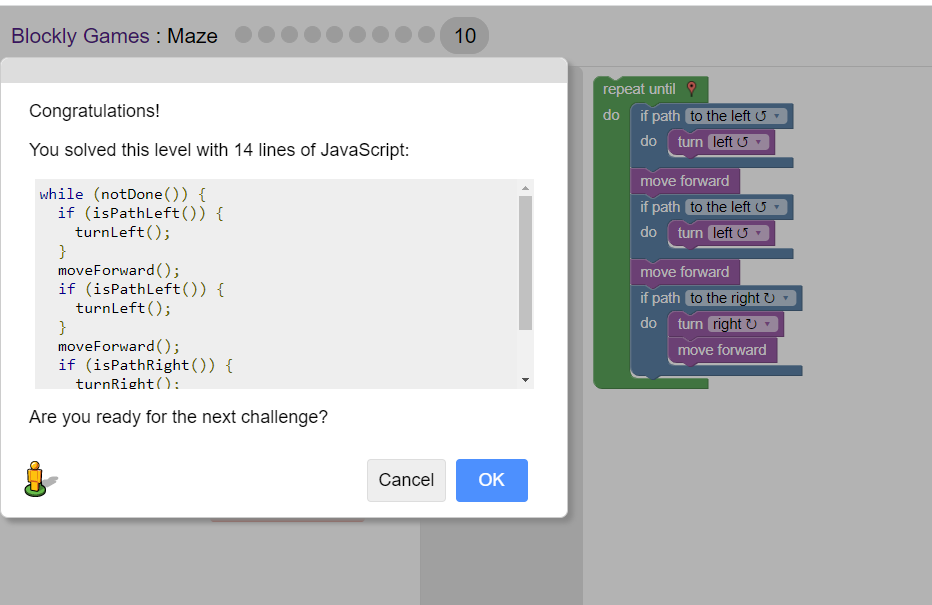 Blockly Games : Maze 10
Congratulations!
You solved this level with 14 lines of JavaScript:
while (notDone()) {
  if (isPathLeft()) {
    turnLeft();
  }
  moveForward();
  if (isPathLeft()) {
    turnLeft();
  }
  moveForward();
  if (isPathRight()) {
    turnRight();
Are you ready for the next challenge?
Cancel OK
repeat until
do if path to the left ↺
do turn left ↺
move forward
if path to the left ↺
do turn left ↺
move forward
if path to the right ↻
do turn right ↻
move forward